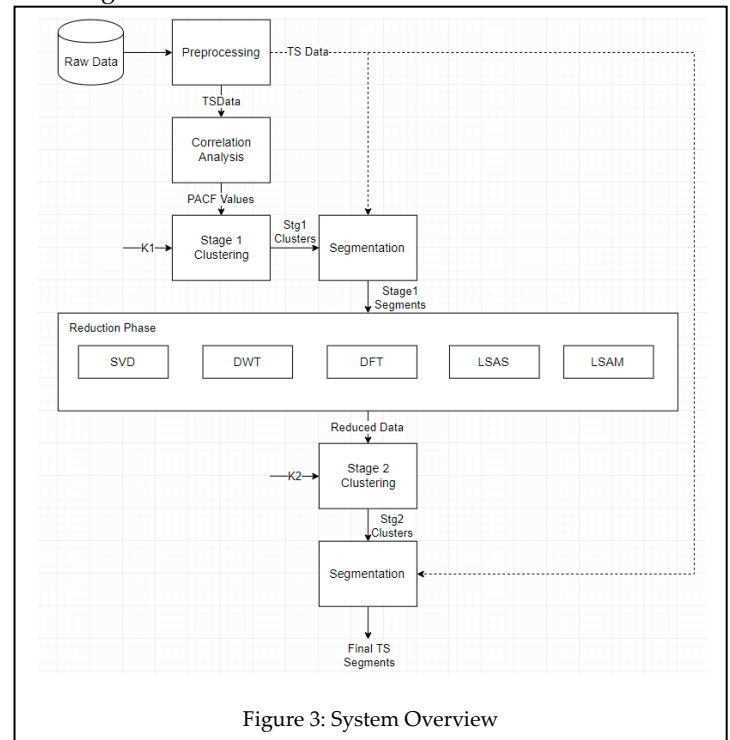 Raw Data
Preprocessing
TS Data
TSData
Correlation
Analysis
PACF Values
K1
Stage 1
Clustering
Stg1
Clusters
Segmentation
Stage1
Segments
Reduction Phase
SVD
DWT
DFT
LSAS
LSAM
Reduced Data
K2
Stage 2
Clustering
Stg2
Clusters
Segmentation
Final TS
Segments
Figure 3: System Overview